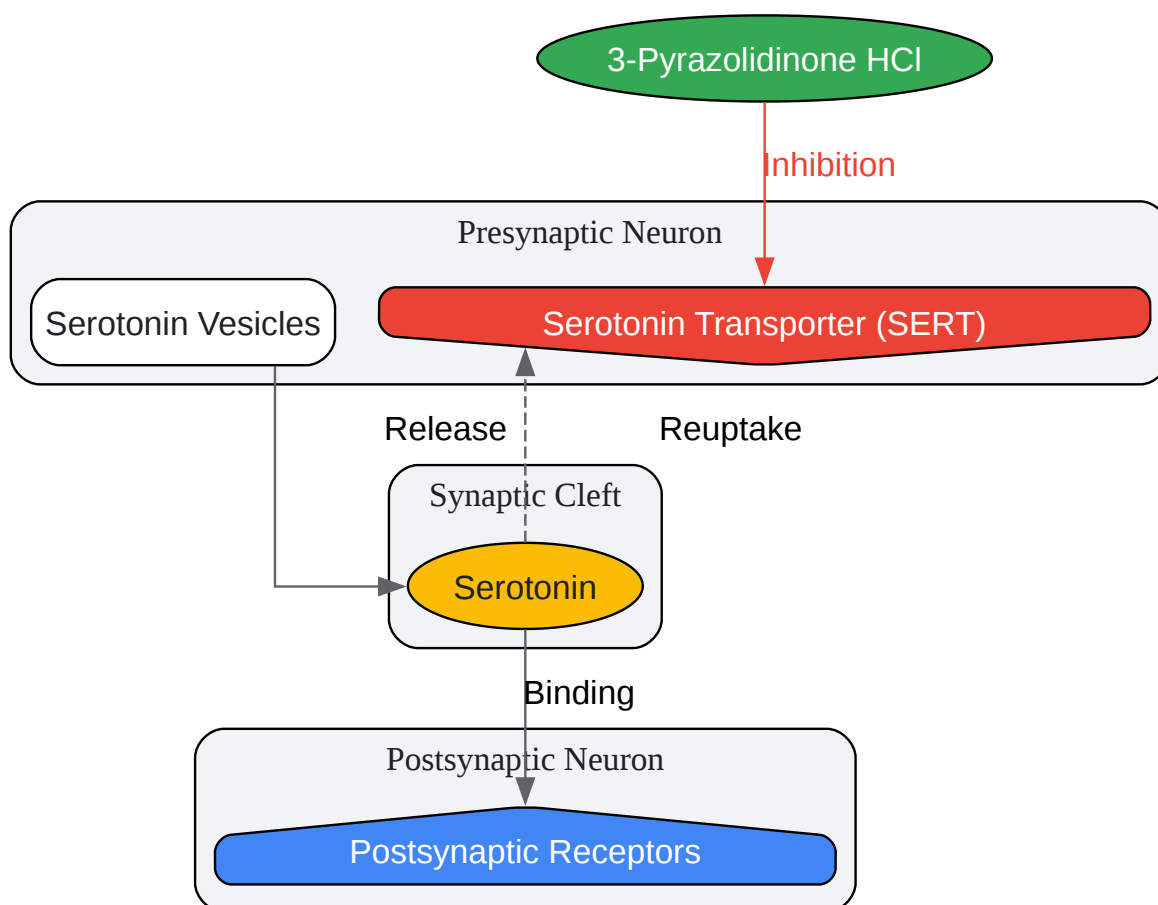 3-Pyrazolidinone HCl
Inhibition
Presynaptic Neuron
Serotonin Vesicles
Serotonin Transporter (SERT)
Release
Reuptake
Synaptic Cleft
Serotonin
Binding
Postsynaptic Neuron
Postsynaptic Receptors